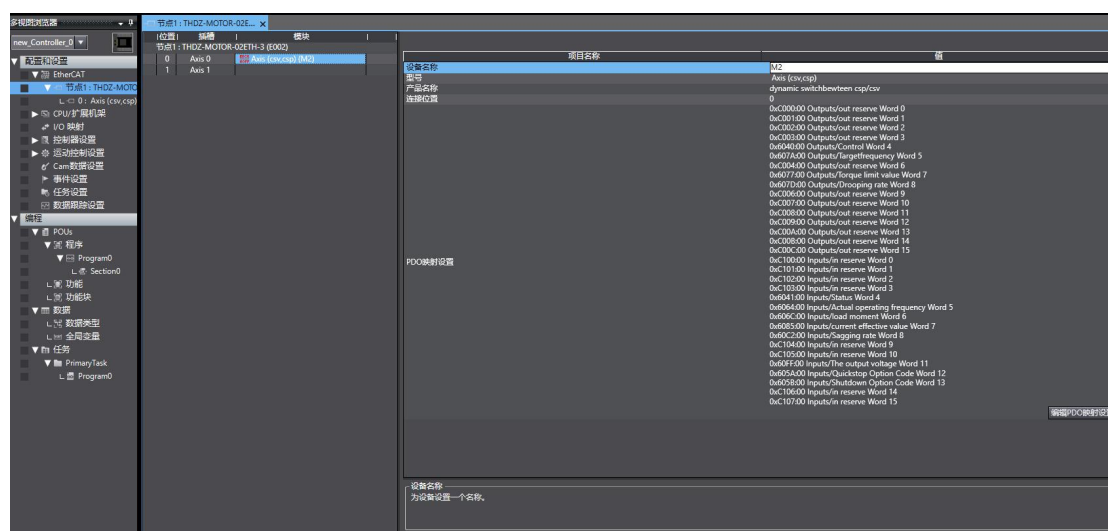 多视图浏览器
new_Controller_0
配置和设置
EtherCAT
节点1 : THDZ-MOTO
0 : Axis (csv,csp)
CPU/扩展机架
I/O 映射
控制器设置
运动控制设置
Cam数据设置
事件设置
任务设置
数据跟踪设置
编程
POUs
程序
Program0
Section0
功能
功能块
数据
数据类型
全局变量
任务
PrimaryTask
Program0
节点1 : THDZ-MOTOR-02E... x
位置 插槽 模块
节点1 : THDZ-MOTOR-02ETH-3 (E002)
0 Axis 0 Axis (csv,csp) (M2)
1 Axis 1
项目名称 值
设备名称 M2
型号 Axis (csv,csp)
产品名称 dynamic switchbewteen csp/csv
连接位置 0
PDO映射设置
0xC000:00 Outputs/out reserve Word 0
0xC001:00 Outputs/out reserve Word 1
0xC002:00 Outputs/out reserve Word 2
0xC003:00 Outputs/out reserve Word 3
0x6040:00 Outputs/Control Word 4
0x607A:00 Outputs/Targetfrequency Word 5
0xC004:00 Outputs/out reserve Word 6
0x6077:00 Outputs/Torque limit value Word 7
0x607D:00 Outputs/Drooping rate Word 8
0xC006:00 Outputs/out reserve Word 9
0xC007:00 Outputs/out reserve Word 10
0xC008:00 Outputs/out reserve Word 11
0xC009:00 Outputs/out reserve Word 12
0xC00A:00 Outputs/out reserve Word 13
0xC00B:00 Outputs/out reserve Word 14
0xC00C:00 Outputs/out reserve Word 15
0xC100:00 Inputs/in reserve Word 0
0xC101:00 Inputs/in reserve Word 1
0xC102:00 Inputs/in reserve Word 2
0xC103:00 Inputs/in reserve Word 3
0x6041:00 Inputs/Status Word 4
0x6064:00 Inputs/Actual operating frequency Word 5
0x606C:00 Inputs/load moment Word 6
0x6085:00 Inputs/current effective value Word 7
0x60C2:00 Inputs/Sagging rate Word 8
0xC104:00 Inputs/in reserve Word 9
0xC105:00 Inputs/in reserve Word 10
0x60FF:00 Inputs/The output voltage Word 11
0x605A:00 Inputs/Quickstop Option Code Word 12
0x605B:00 Inputs/Shutdown Option Code Word 13
0xC106:00 Inputs/in reserve Word 14
0xC107:00 Inputs/in reserve Word 15
编辑PDO映射设
设备名称
为设备设置一个名称。